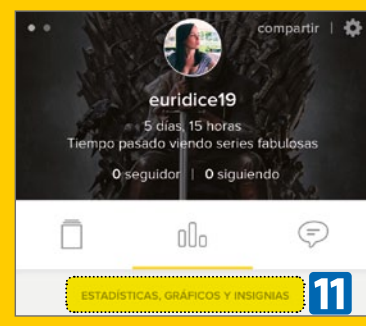 compartir |
euridice19
5 días, 15 horas
Tiempo pasado viendo series fabulosas
0 seguidor | 0 siguiendo
ESTADÍSTICAS, GRÁFICOS Y INSIGNIAS
11